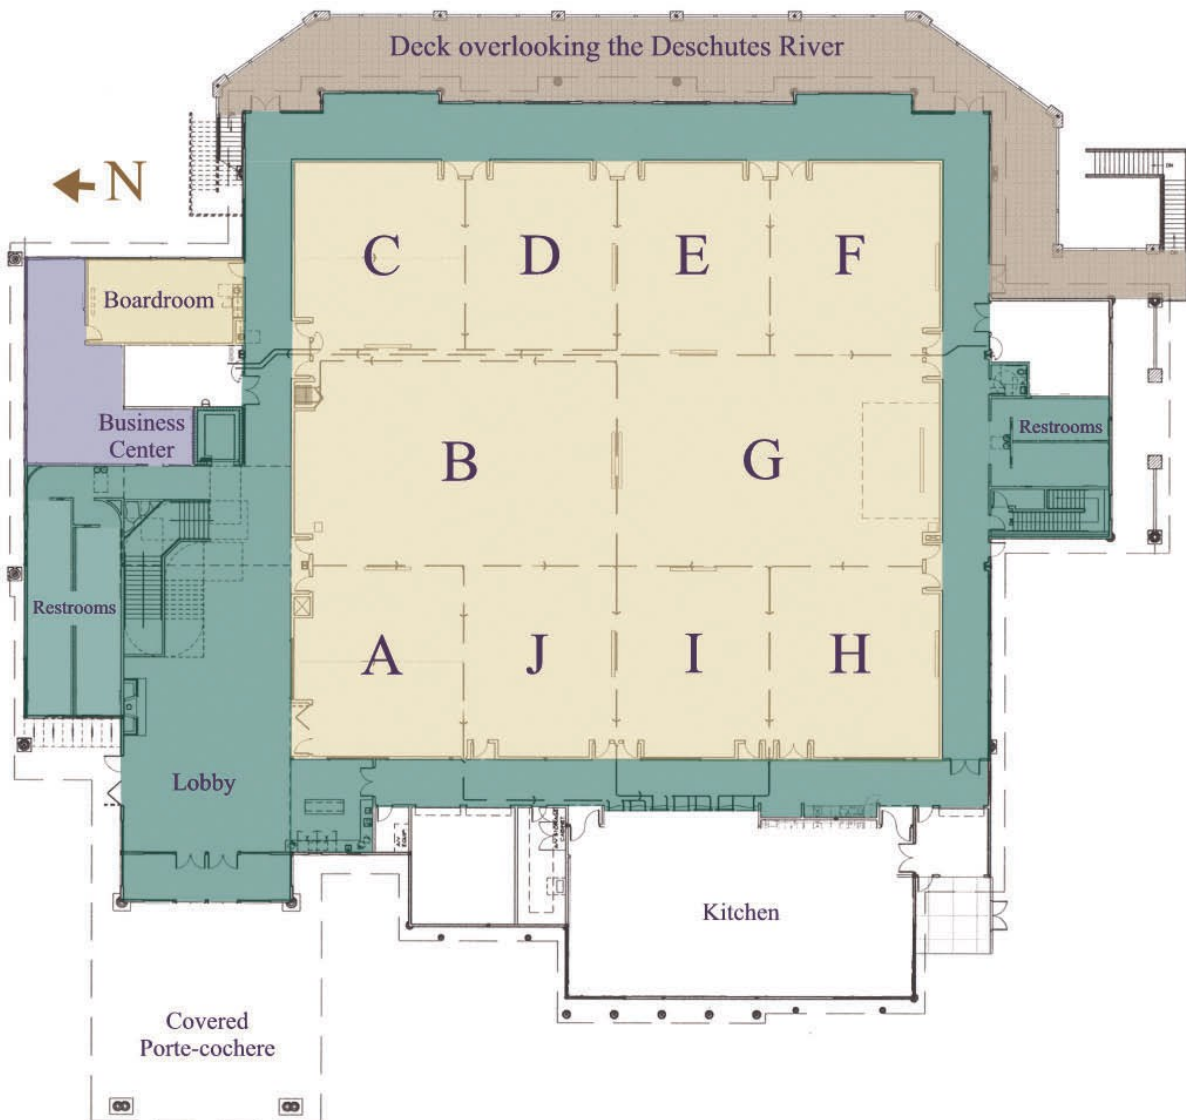 Deck overlooking the Deschutes River
N
C
D
E
F
Boardroom
Business
Center
B
G
Restrooms
Restrooms
A
J
I
H
Lobby
Kitchen
Covered
Porte-cochere